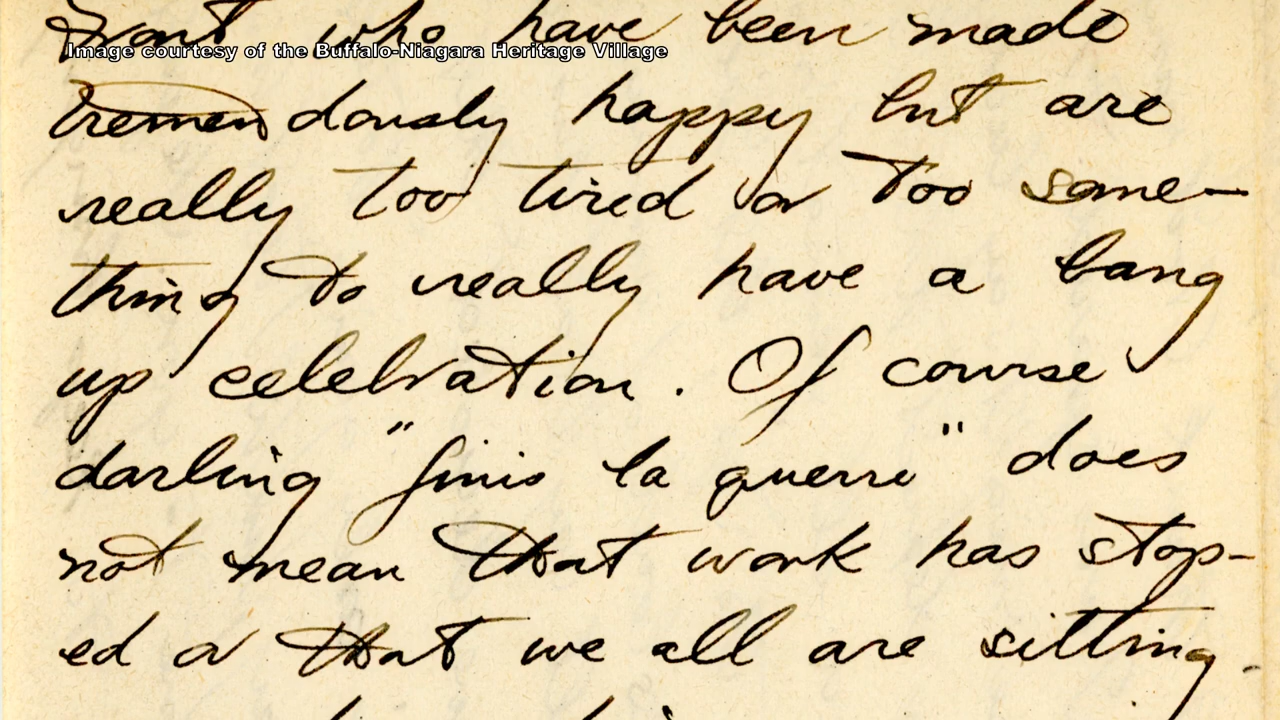 front who have been made
Image courtesy of the Buffalo-Niagara Heritage Village
tremendously happy but are
really too tired or too some-
thing to really have a bang
up celebration. Of course
darling "finis la guerre" does
not mean that work has stop-
ed or that we all are sitting-